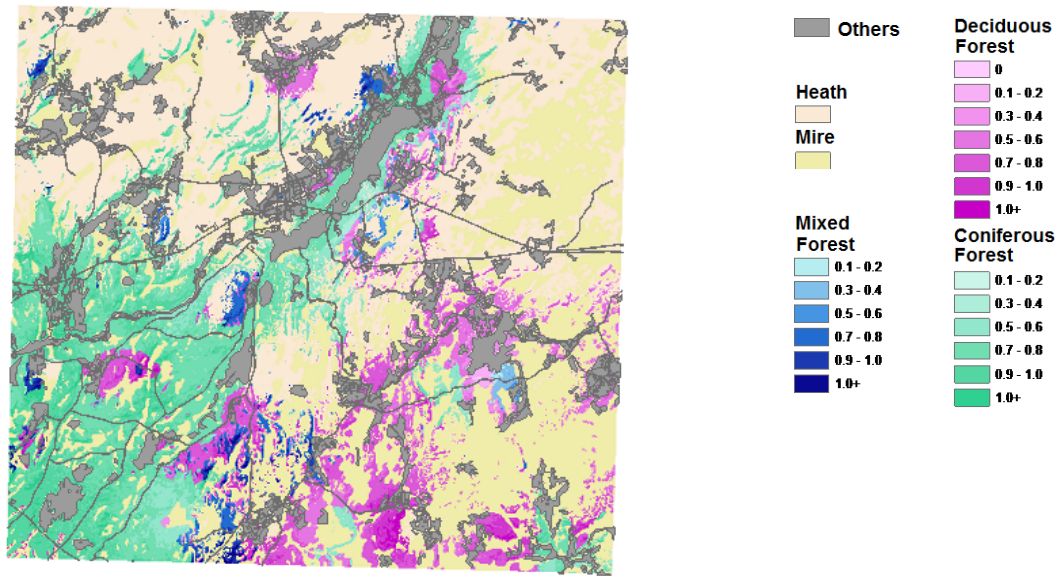 Others
Heath
Mire
Mixed
Forest
0.1 - 0.2
0.3 - 0.4
0.5 - 0.6
0.7 - 0.8
0.9 - 1.0
1.0+
Deciduous
Forest
0
0.1 - 0.2
0.3 - 0.4
0.5 - 0.6
0.7 - 0.8
0.9 - 1.0
1.0+
Coniferous
Forest
0.1 - 0.2
0.3 - 0.4
0.5 - 0.6
0.7 - 0.8
0.9 - 1.0
1.0+